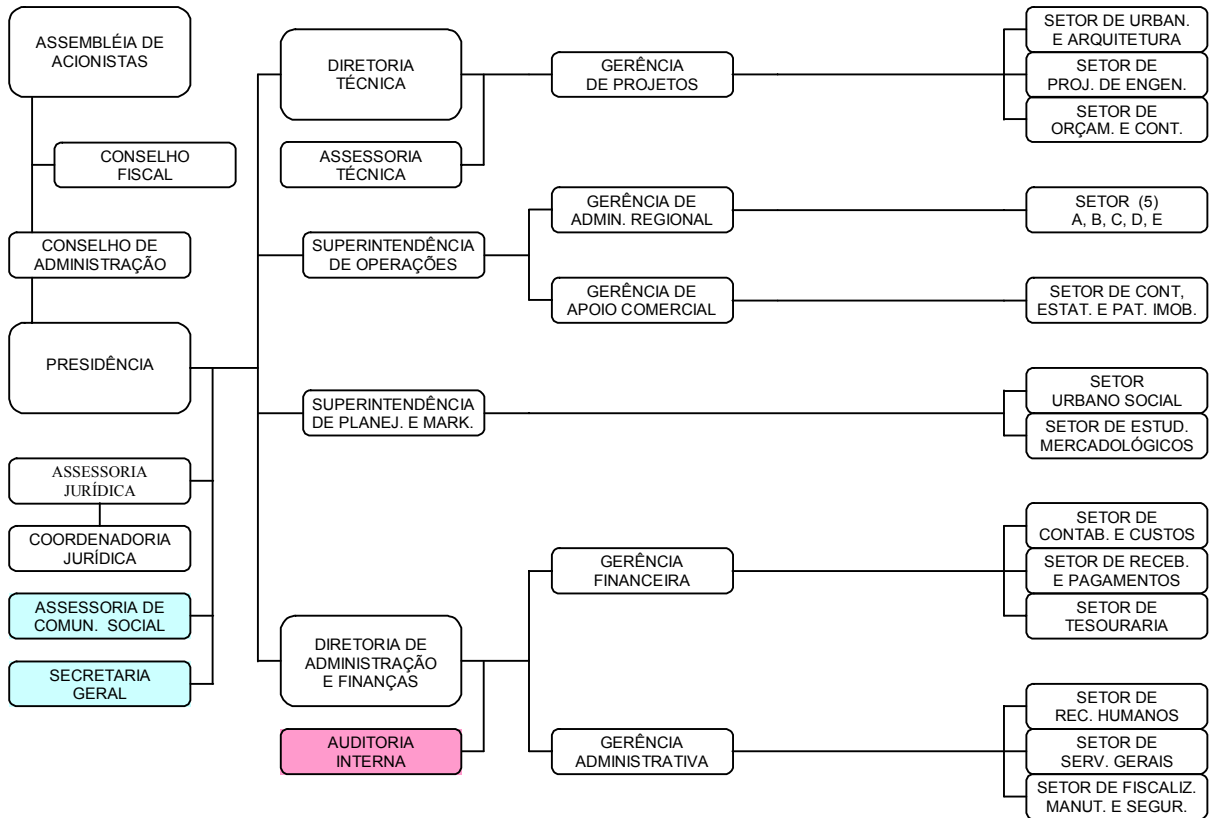 ASSEMBLÉIA DE
ACIONISTAS
CONSELHO
FISCAL
CONSELHO DE
ADMINISTRAÇÃO
PRESIDÊNCIA
ASSESSORIA
JURÍDICA
COORDENADORIA
JURÍDICA
ASSESSORIA DE
COMUN. SOCIAL
SECRETARIA
GERAL
DIRETORIA
TÉCNICA
ASSESSORIA
TÉCNICA
SUPERINTENDÊNCIA
DE OPERAÇÕES
SUPERINTENDÊNCIA
DE PLANEJ. E MARK.
DIRETORIA DE
ADMINISTRAÇÃO
E FINANÇAS
AUDITORIA
INTERNA
GERÊNCIA
DE PROJETOS
GERÊNCIA DE
ADMIN. REGIONAL
GERÊNCIA DE
APOIO COMERCIAL
GERÊNCIA
FINANCEIRA
GERÊNCIA
ADMINISTRATIVA
SETOR DE URBAN.
E ARQUITETURA
SETOR DE
PROJ. DE ENGEN.
SETOR DE
ORÇAM. E CONT.
SETOR (5)
A, B, C, D, E
SETOR DE CONT,
ESTAT. E PAT. IMOB.
SETOR
URBANO SOCIAL
SETOR DE ESTUD.
MERCADOLÓGICOS
SETOR DE
CONTAB. E CUSTOS
SETOR DE RECEB.
E PAGAMENTOS
SETOR DE
TESOURARIA
SETOR DE
REC. HUMANOS
SETOR DE
SERV. GERAIS
SETOR DE FISCALIZ.
MANUT. E SEGUR.